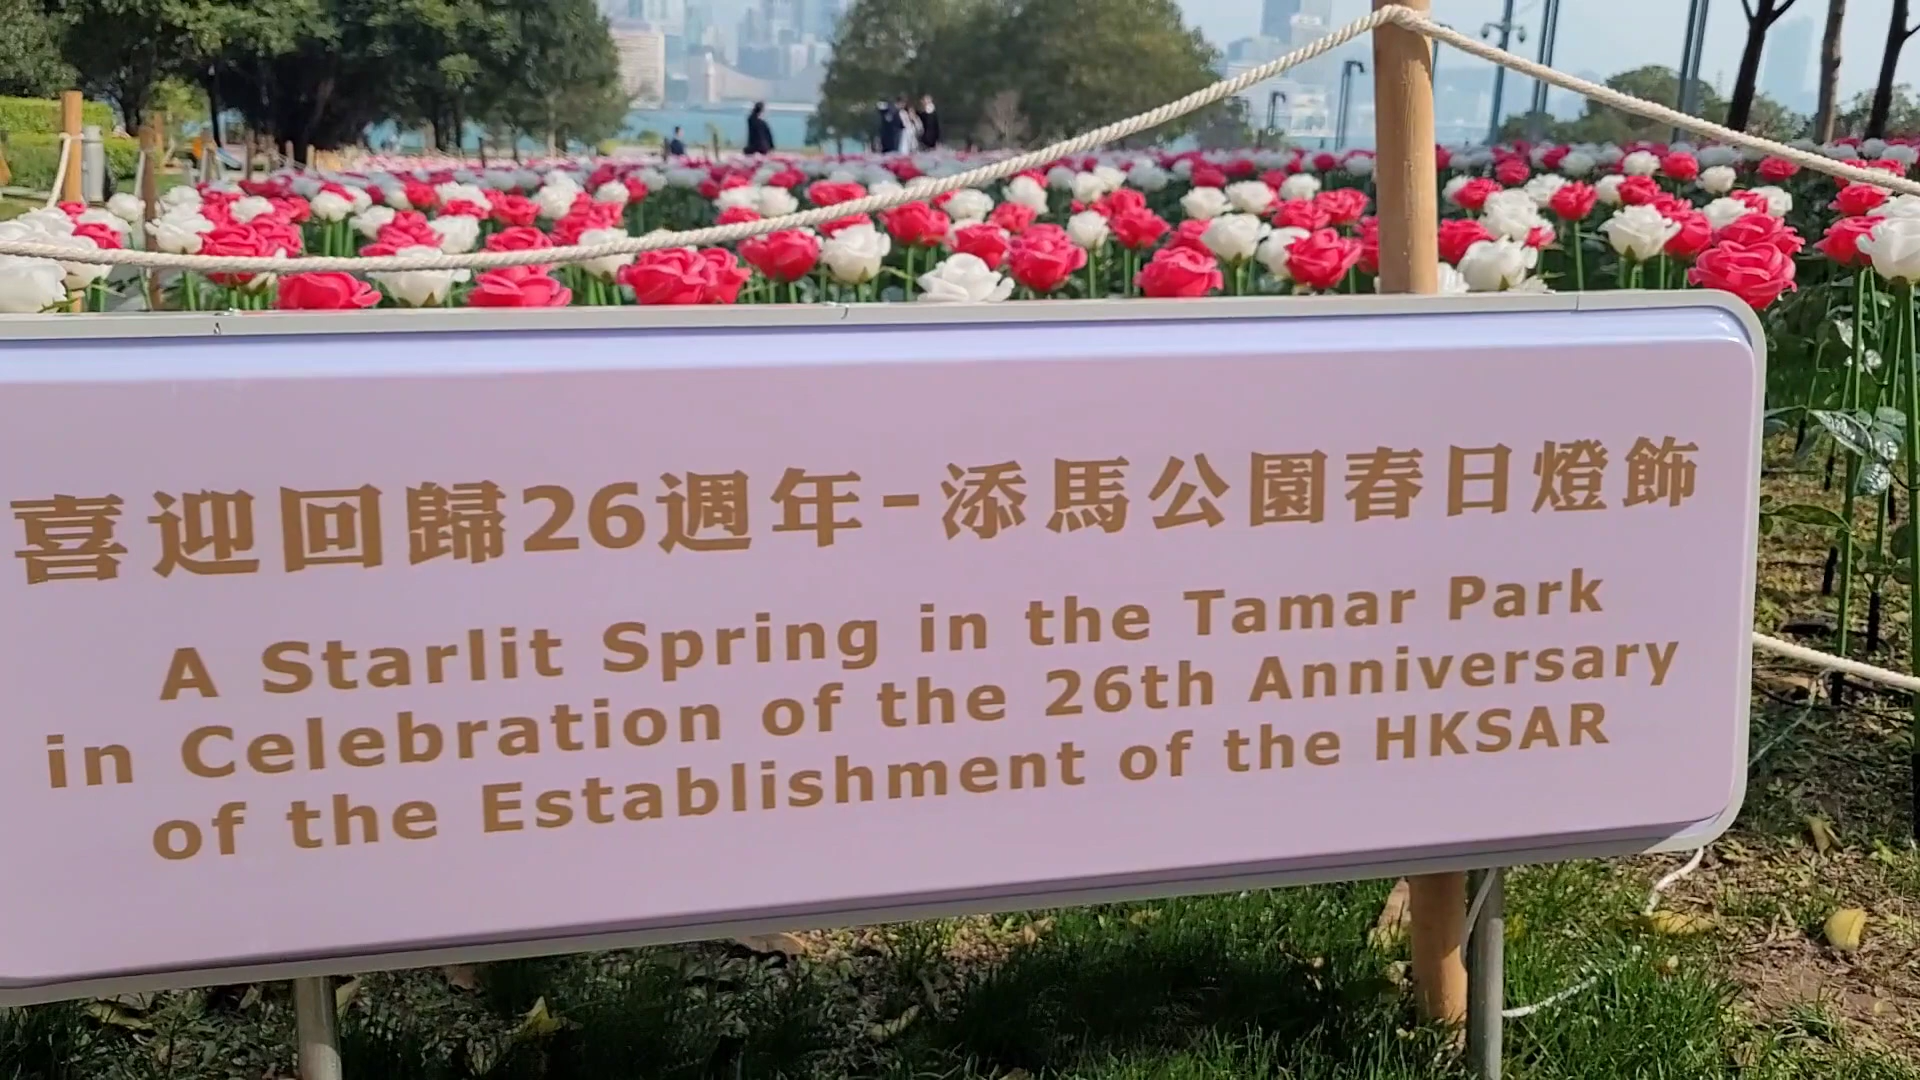 喜迎回歸26週年-添馬公園春日燈飾
A Starlit Spring in the Tamar Park
in Celebration of the 26th Anniversary
of the Establishment of the HKSAR